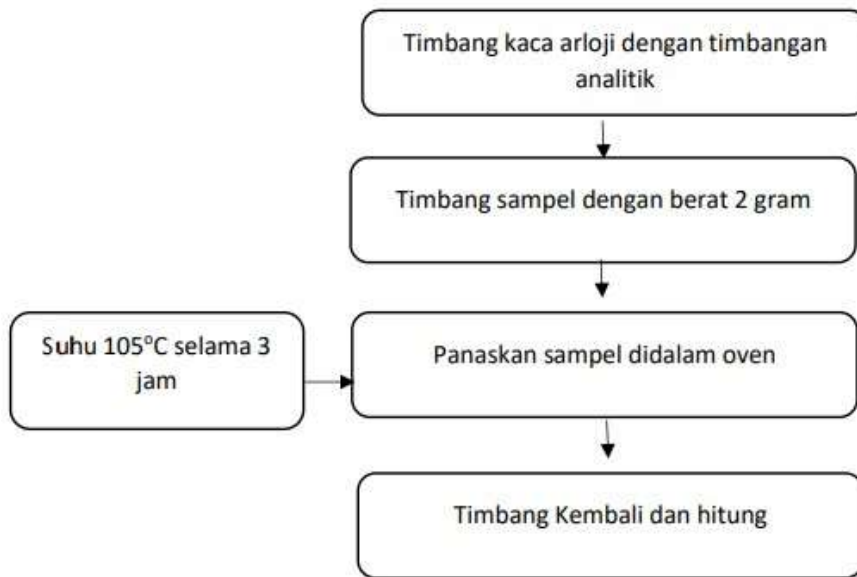 Timbang kaca arloji dengan timbangan
analitik
Timbang sampel dengan berat 2 gram
Suhu 105°C selama 3
jam
Panaskan sampel didalam oven
Timbang Kembali dan hitung